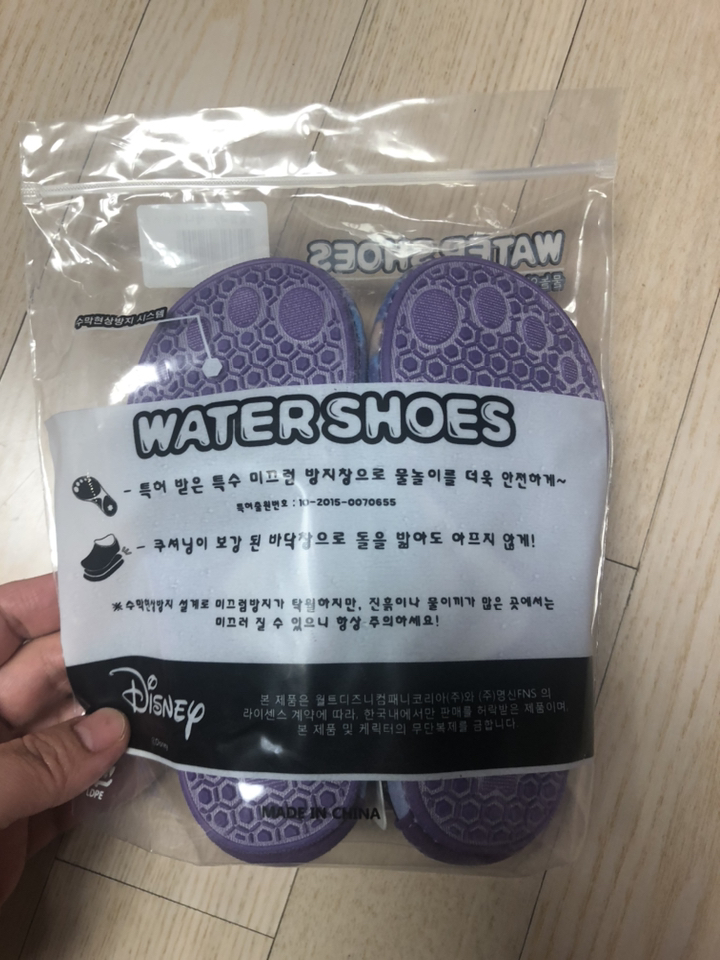 WATER SHOES
수막현상방지 시스템
WATER SHOES
- 특허 받은 특수 미끄럼 방지창으로 물놀이를 더욱 안전하게~
특허출원번호 : 10-2015-0070655
- 쿠셔닝이 보강 된 바닥창으로 돌을 밟아도 아프지 않게!
※ 수막현상방지 설계로 미끄럼방지가 탁월하지만, 진흙이나 물이끼가 많은 곳에서는
미끄러 질 수 있으니 항상 주의하세요!
Disney
본 제품은 월트디즈니컴패니코리아(주)와 (주)명신FNS 의
라이센스 계약에 따라, 한국내에서만 판매를 허락받은 제품이며,
본 제품 및 케릭터의 무단복제를 금합니다.
©Disney
LDPE
MADE IN CHINA